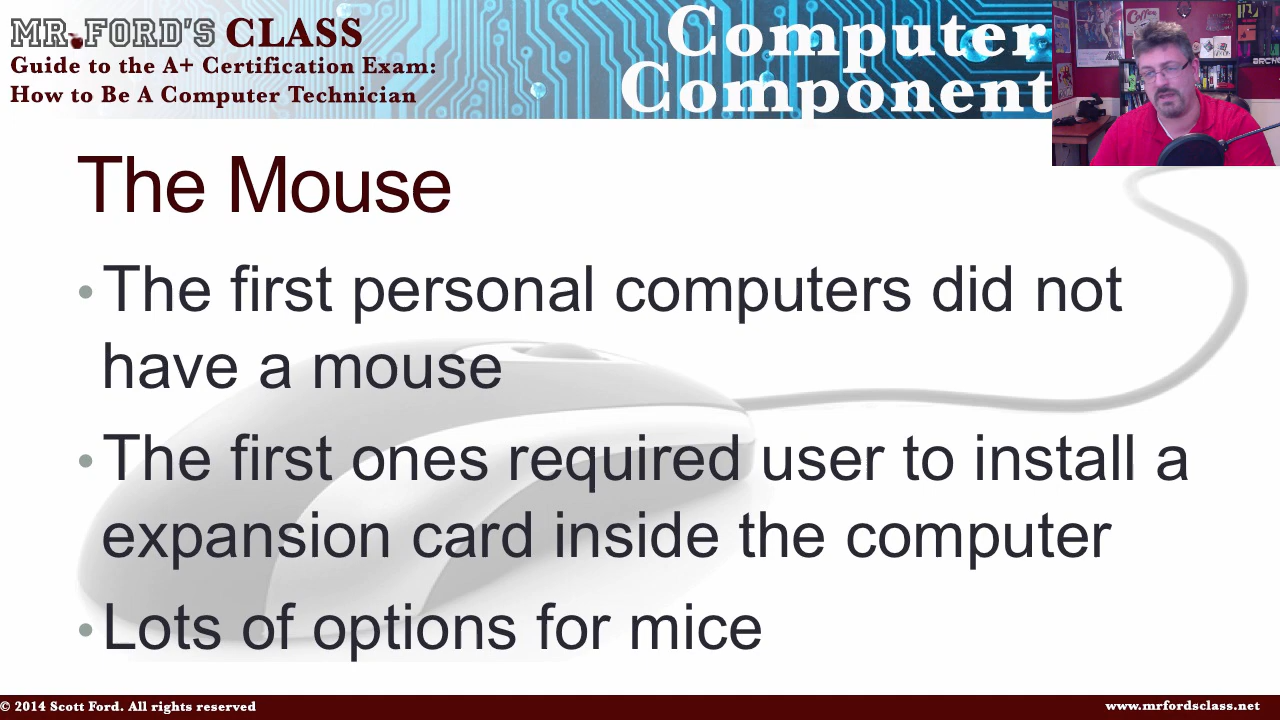 MR. FORD'S CLASS
Guide to the A+ Certification Exam:
How to Be A Computer Technician
Computer
Component
The Mouse
• The first personal computers did not
have a mouse
• The first ones required user to install a
expansion card inside the computer
• Lots of options for mice
© 2014 Scott Ford. All rights reserved
www.mrfordsclass.net